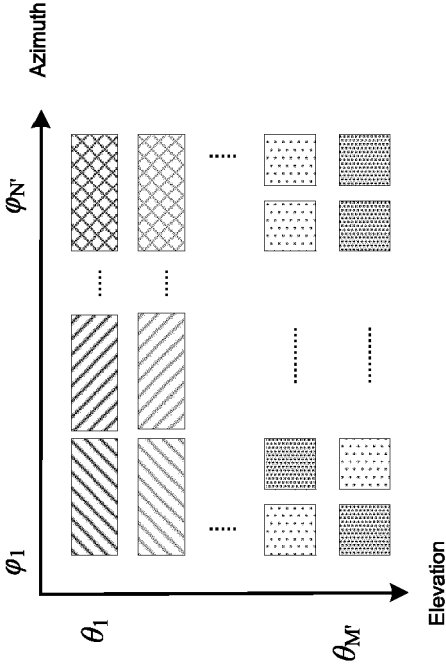 Azimuth
φN'
φ1
θ1
θM'
Elevation